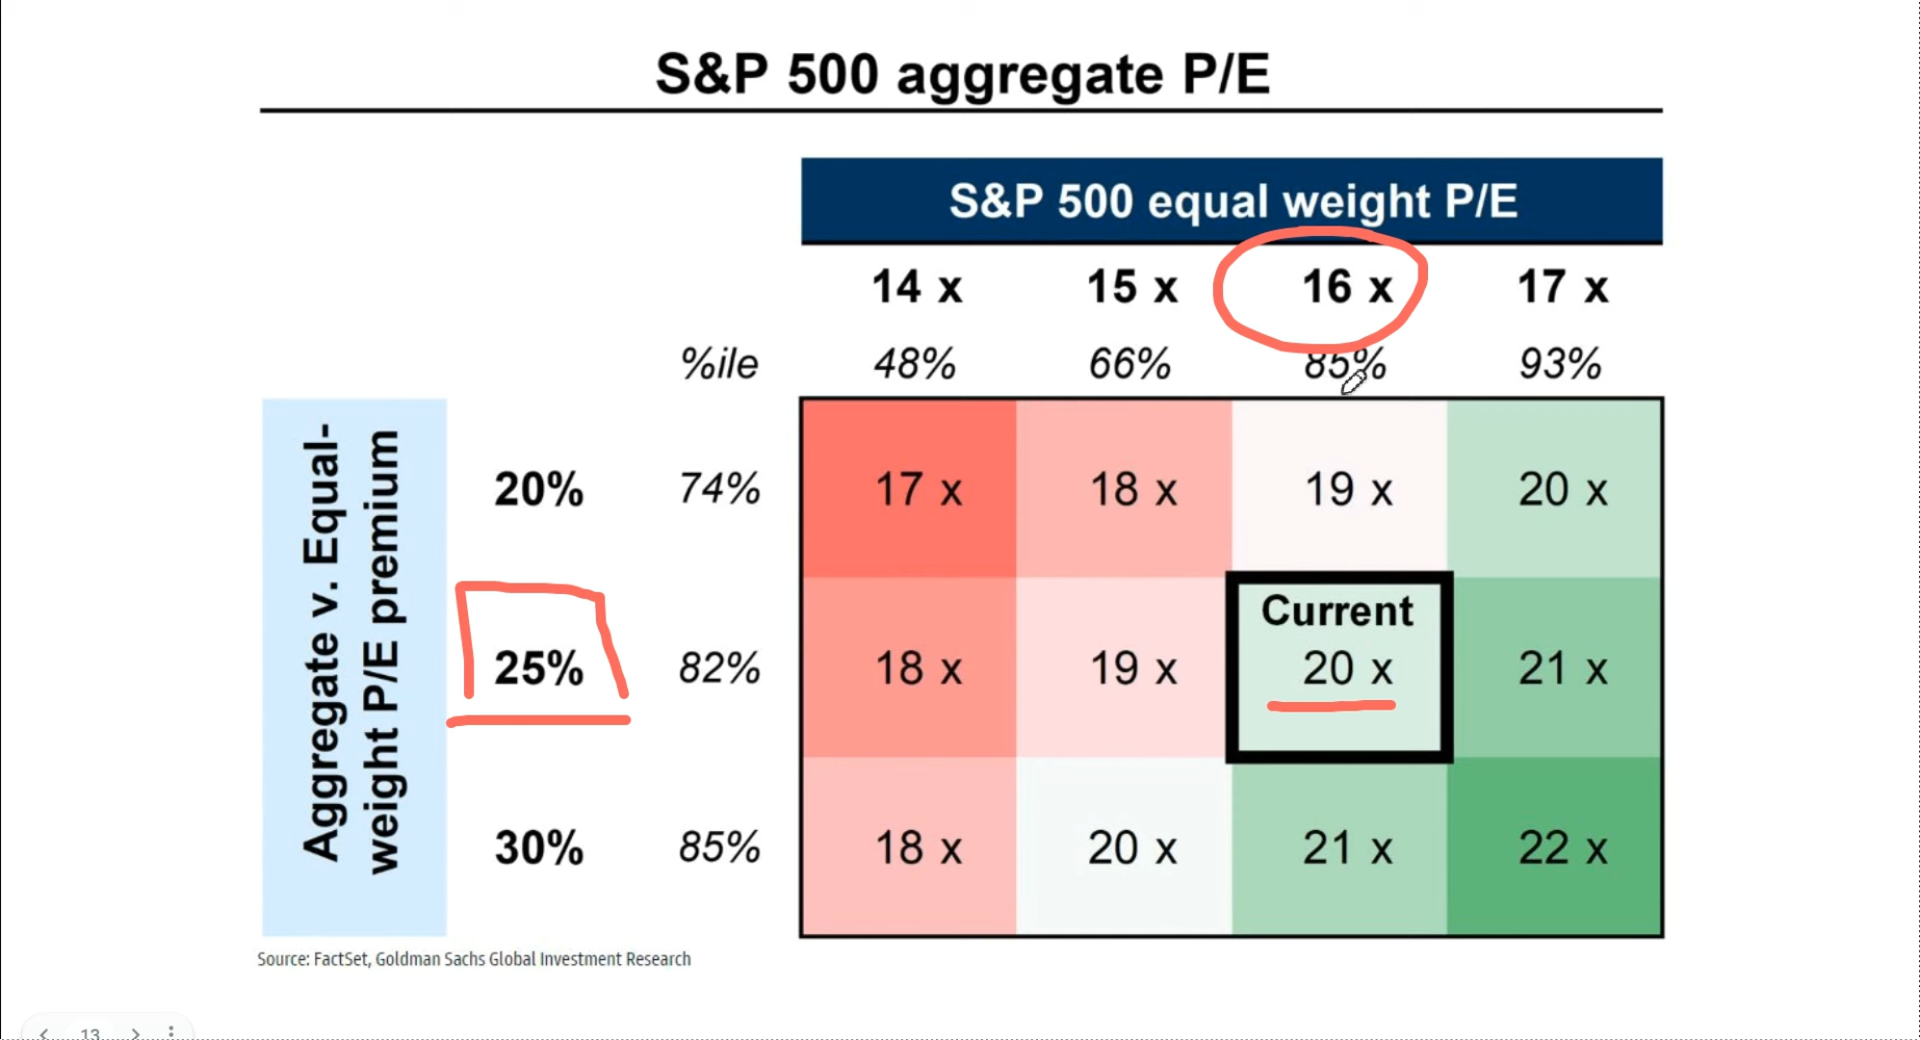 S&P 500 aggregate P/E
S&P 500 equal weight P/E
14 x 15 x 16 x 17 x
%ile 48% 66% 85% 93%
Aggregate v. Equal-
weight P/E premium
20% 74% 17 x 18 x 19 x 20 x
Current
25% 82% 18 x 19 x 20 x 21 x
30% 85% 18 x 20 x 21 x 22 x
Source: FactSet, Goldman Sachs Global Investment Research
13